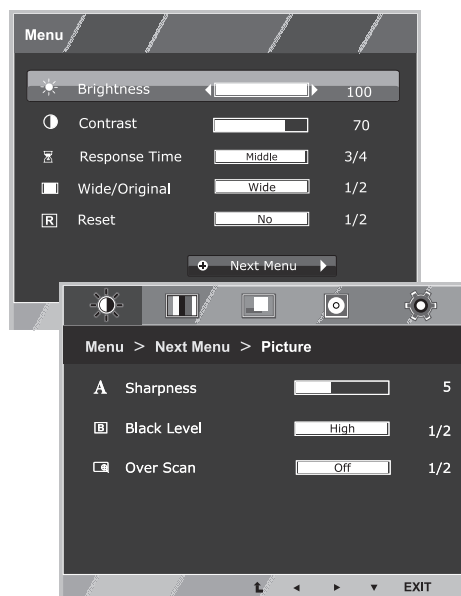 Menu
Brightness 100
Contrast 70
Response Time Middle 3/4
Wide/Original Wide 1/2
R Reset No 1/2
Next Menu
Menu > Next Menu > Picture
A Sharpness 5
B Black Level High 1/2
Over Scan Off 1/2
EXIT